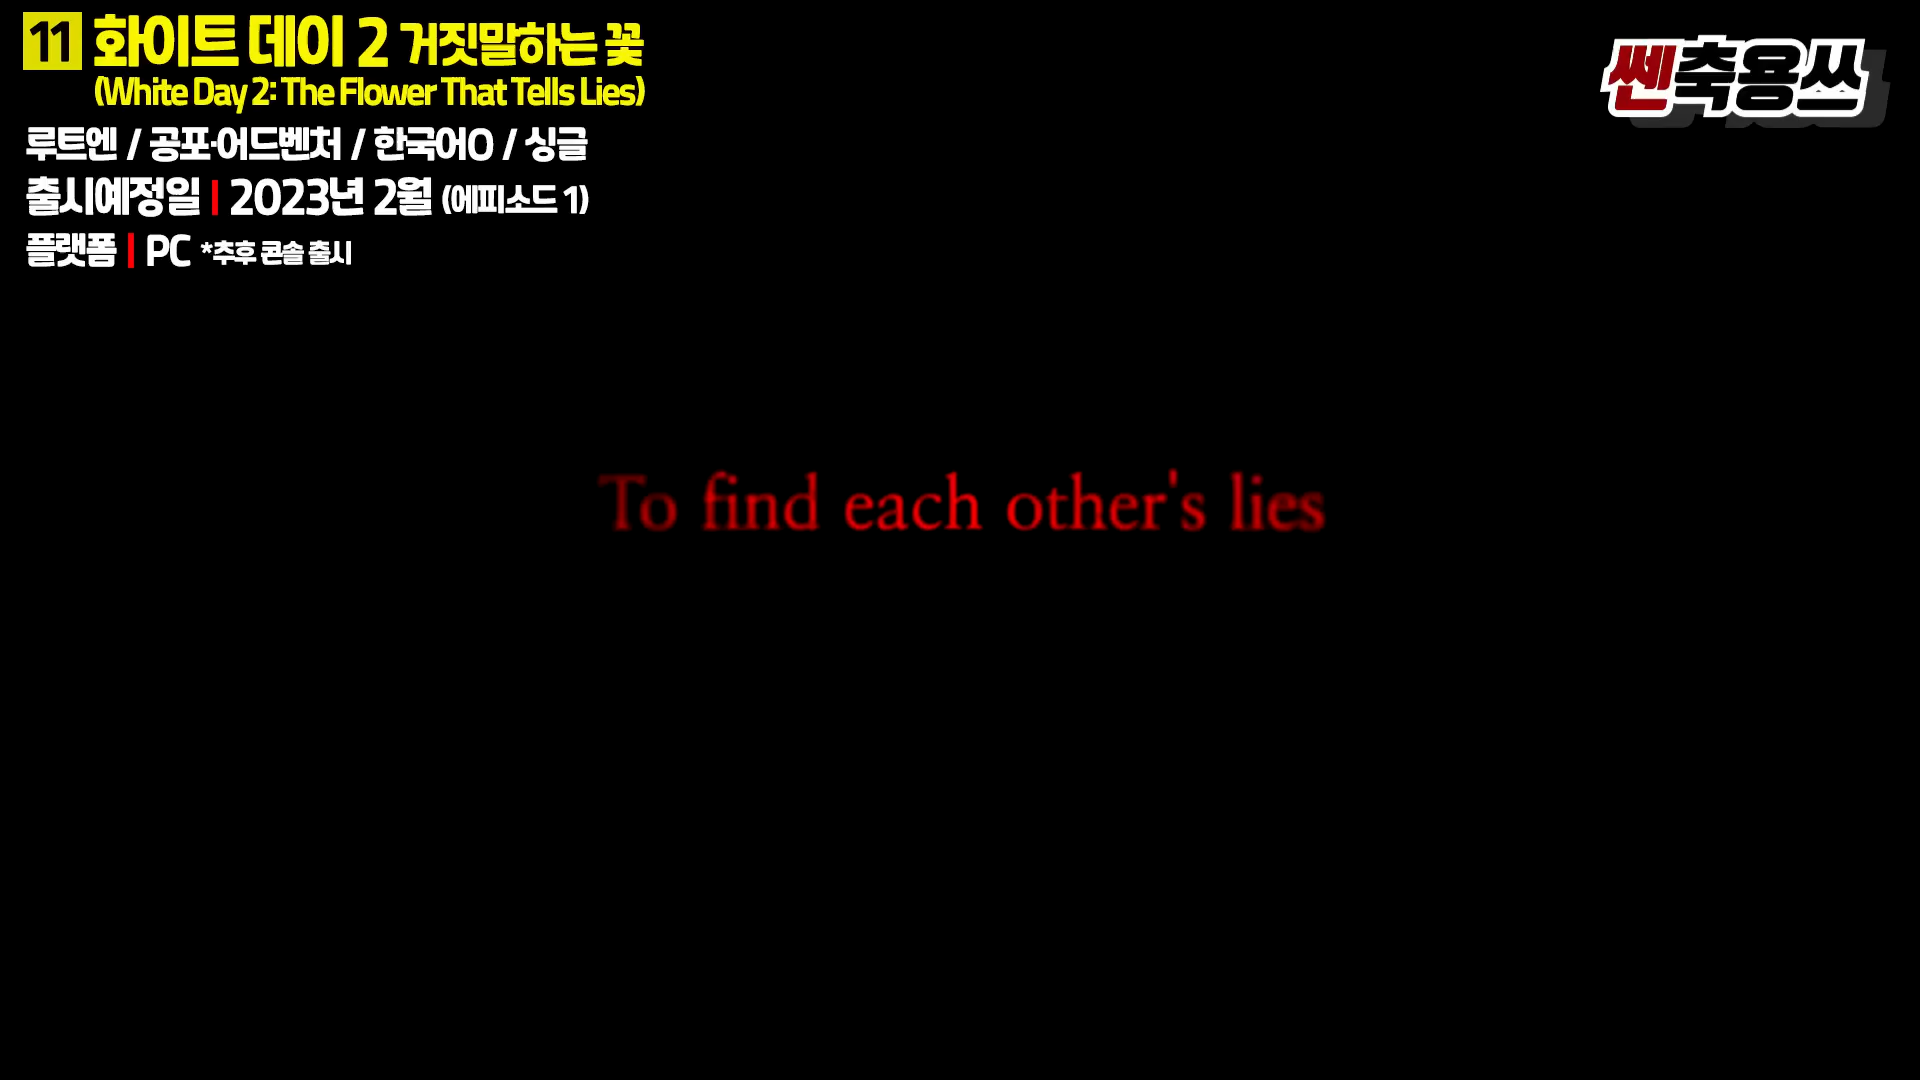 11 화이트 데이 2 거짓말하는 꽃
(White Day 2: The Flower That Tells Lies)
루트엔 / 공포·어드벤처 / 한국어O / 싱글
출시예정일 | 2023년 2월 (에피소드 1)
플랫폼 | PC *추후 콘솔 출시
쎈축용쓰
To find each other's lies